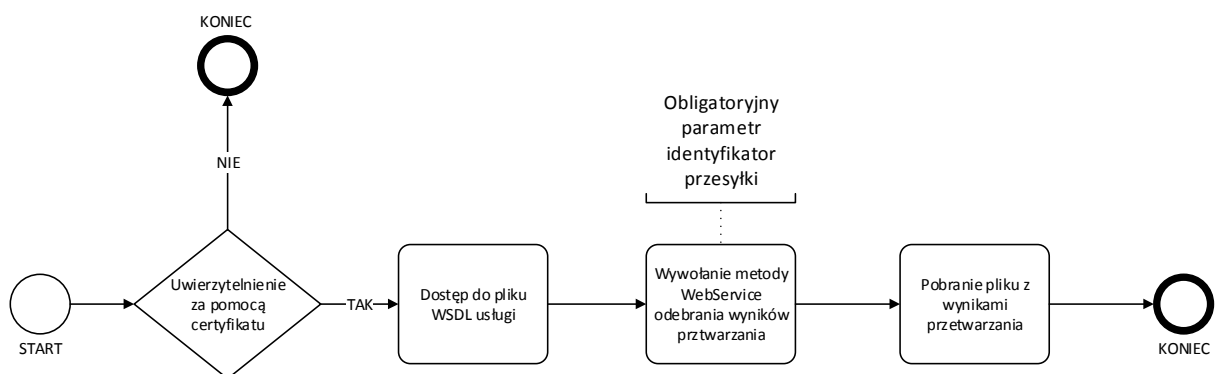 KONIEC
Obligatoryjny
parametr
identyfikator
przesyłki
NIE
Uwierzytelnienie
za pomocą
certyfikatu
TAK
Dostęp do pliku
WSDL usługi
Wywołanie metody
WebService
odebrania wyników
prztwarzania
Pobranie pliku z
wynikami
przetwarzania
START
KONIEC